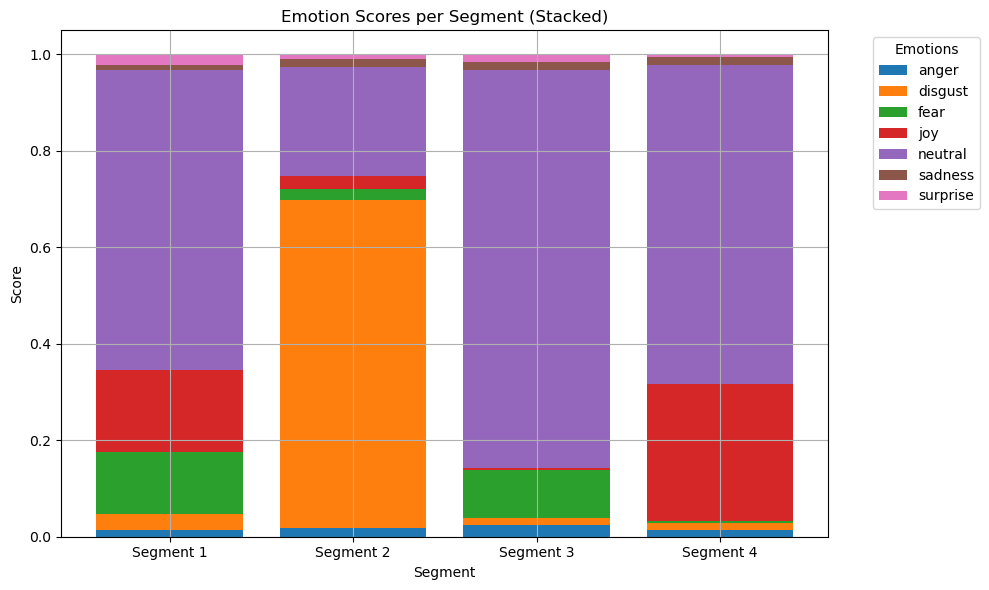 Emotion Scores per Segment (Stacked)
Score
1.0
0.8
0.6
0.4
0.2
0.0
Segment 1 Segment 2 Segment 3 Segment 4
Segment
Emotions
anger
disgust
fear
joy
neutral
sadness
surprise